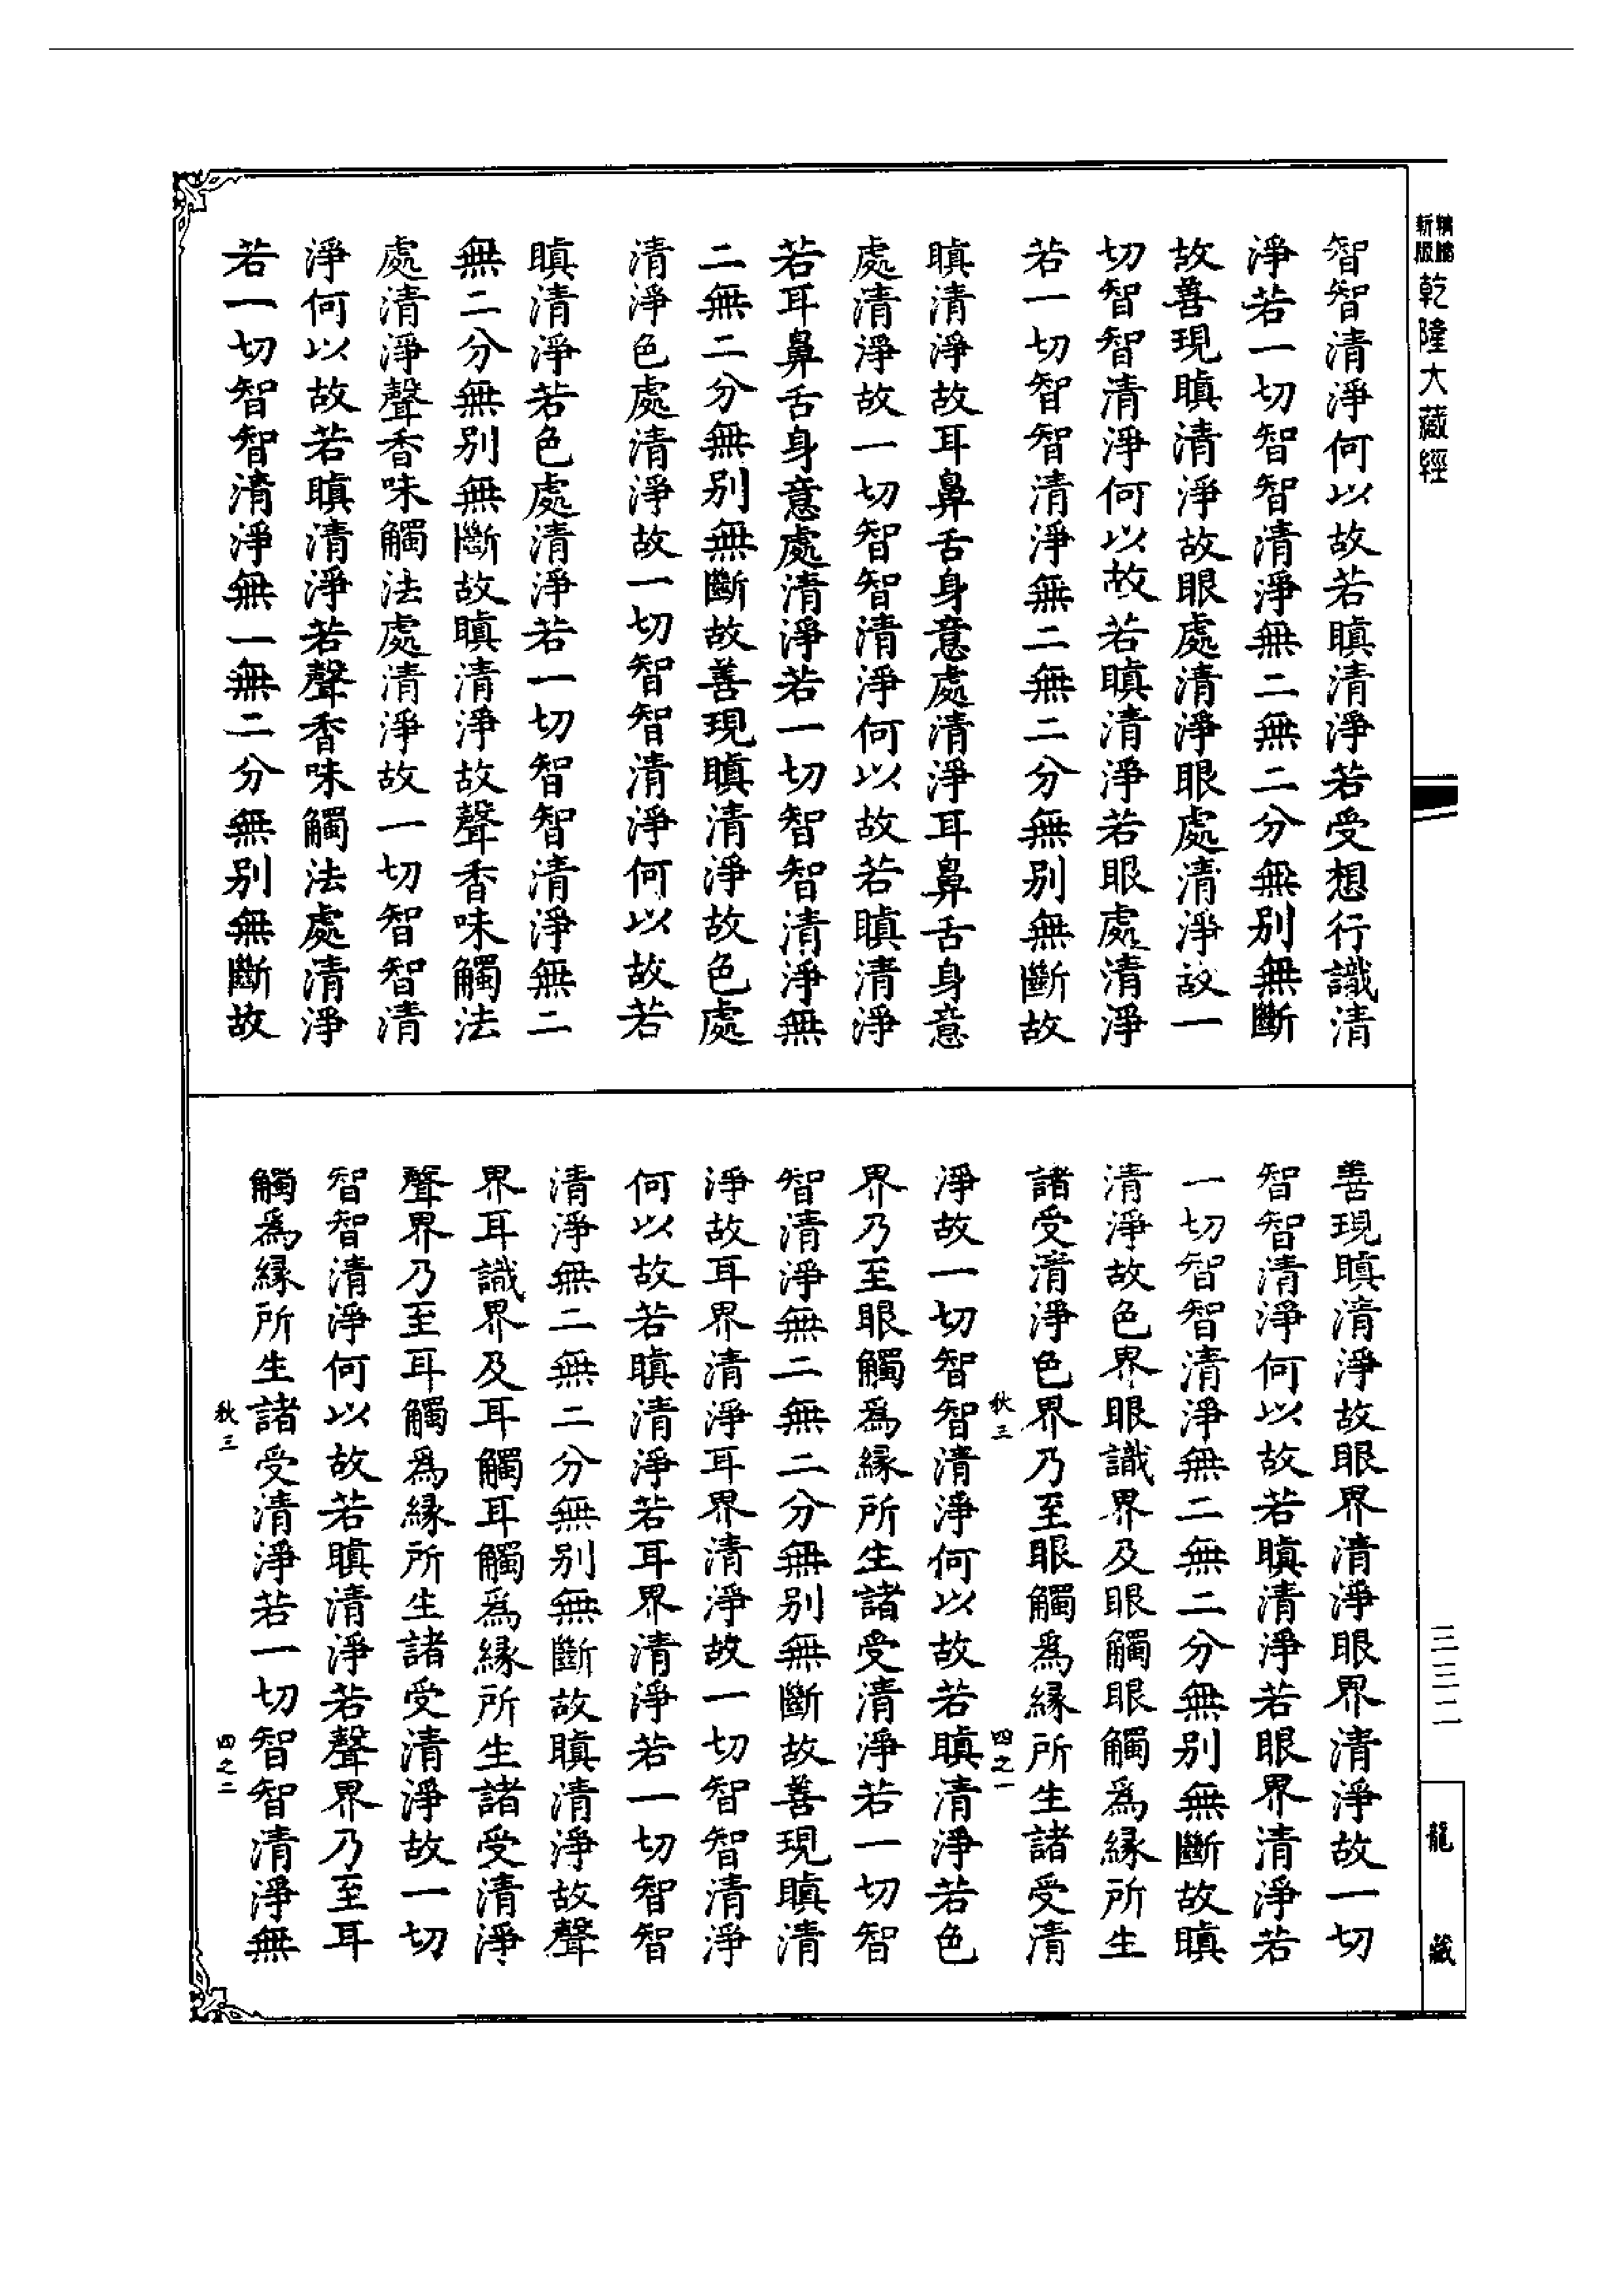 乾隆大藏經
智智清淨何以故若瞋清淨若受想行識清
淨若一切智智清淨無二無二分無別無斷
故善現瞋清淨故眼處清淨眼處清淨故一
切智智清淨何以故若瞋清淨若眼處清淨
若一切智智清淨無二無二分無別無斷故
瞋清淨故耳鼻舌身意處清淨耳鼻舌身意
處清淨故一切智智清淨何以故若瞋清淨
若耳鼻舌身意處清淨若一切智智清淨無
二無二分無別無斷故善現瞋清淨故色處
清淨色處清淨故一切智智清淨何以故若
瞋清淨若色處清淨若一切智智清淨無二
無二分無別無斷故瞋清淨故聲香味觸法
處清淨聲香味觸法處清淨故一切智智清
淨何以故若瞋清淨若聲香味觸法處清淨
若一切智智清淨無一無二分無別無斷故
三三二
龍藏
善現瞋清淨故眼界清淨眼界清淨故一切
智智清淨何以故若瞋清淨若眼界清淨若
一切智智清淨無二無二分無別無斷故瞋
清淨故色界眼識界及眼觸眼觸為緣所生
諸受清淨色界乃至眼觸為緣所生諸受清
秋三 四之一
淨故一切智智清淨何以故若瞋清淨若色
界乃至眼觸為緣所生諸受清淨若一切智
智清淨無二無二分無別無斷故善現瞋清
淨故耳界清淨耳界清淨故一切智智清淨
何以故若瞋清淨若耳界清淨若一切智智
清淨無二無二分無別無斷故瞋清淨故聲
界耳識界及耳觸耳觸為緣所生諸受清淨
聲界乃至耳觸為緣所生諸受清淨故一切
智智清淨何以故若瞋清淨若聲界乃至耳
觸為緣所生諸受清淨若一切智智清淨無
秋三 四之二